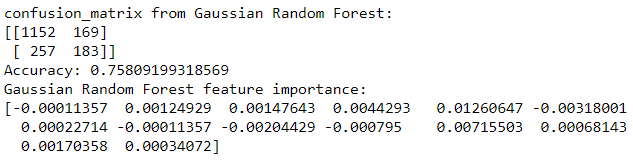 confusion_matrix from Gaussian Random Forest:
[[1152  169]
 [ 257  183]]
Accuracy: 0.75809199318569
Gaussian Random Forest feature importance:
[-0.00011357  0.00124929  0.00147643  0.0044293   0.01260647 -0.00318001
  0.00022714 -0.00011357 -0.00204429 -0.000795    0.00715503  0.00068143
  0.00170358  0.00034072]